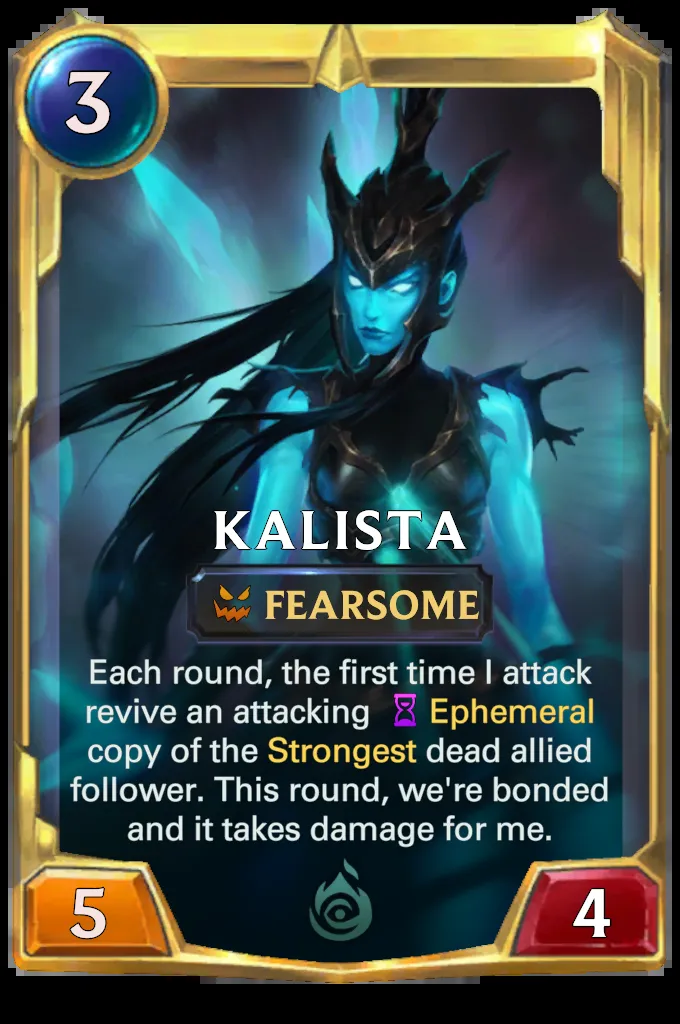 3
KALISTA
FEARSOME
Each round, the first time I attack
revive an attacking Ephemeral
copy of the Strongest dead allied
follower. This round, we're bonded
and it takes damage for me.
5
4